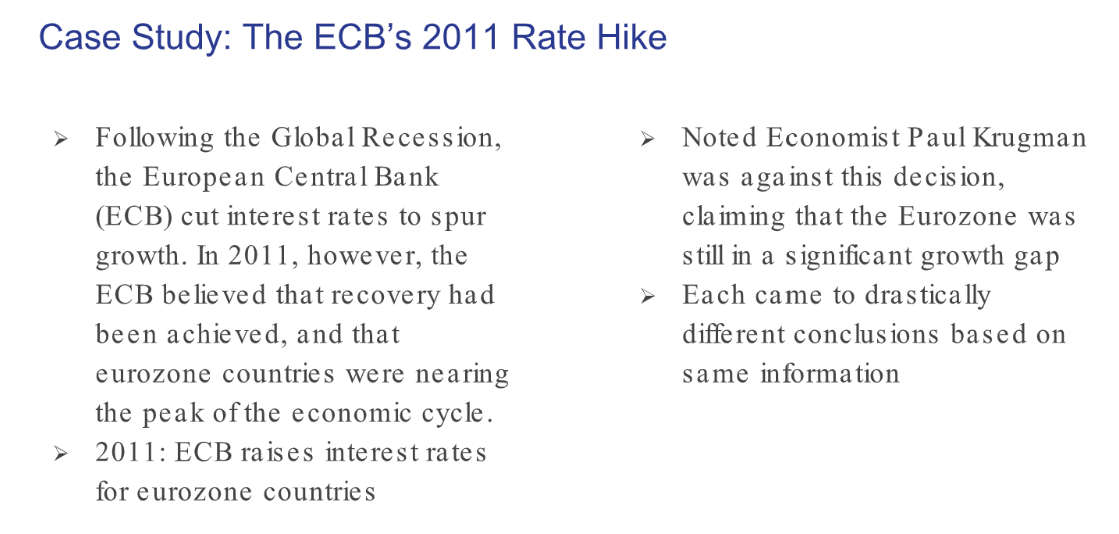 Case Study: The ECB's 2011 Rate Hike
➢ Following the Global Recession,
the European Central Bank
(ECB) cut interest rates to spur
growth. In 2011, however, the
ECB believed that recovery had
been achieved, and that
eurozone countries were nearing
the peak of the economic cycle.
➢ 2011: ECB raises interest rates
for eurozone countries
➢ Noted Economist Paul Krugman
was against this decision,
claiming that the Eurozone was
still in a significant growth gap
➢ Each came to drastically
different conclusions based on
same information